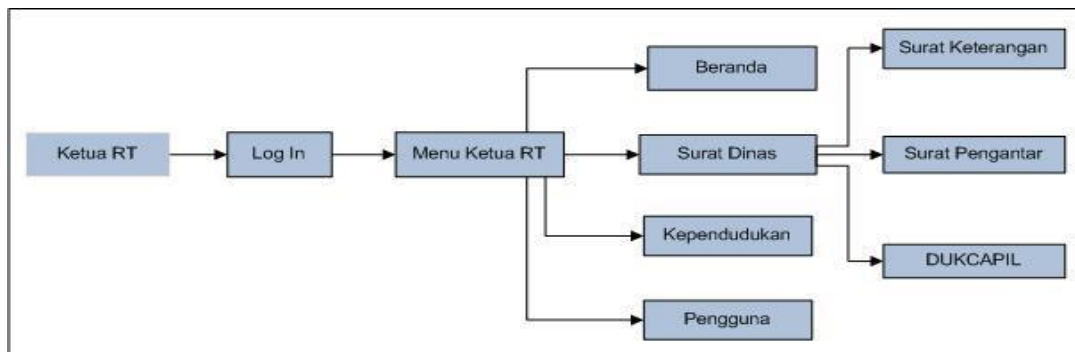 Ketua RT
Log In
Menu Ketua RT
Beranda
Surat Dinas
Kependudukan
Pengguna
Surat Keterangan
Surat Pengantar
DUKCAPIL